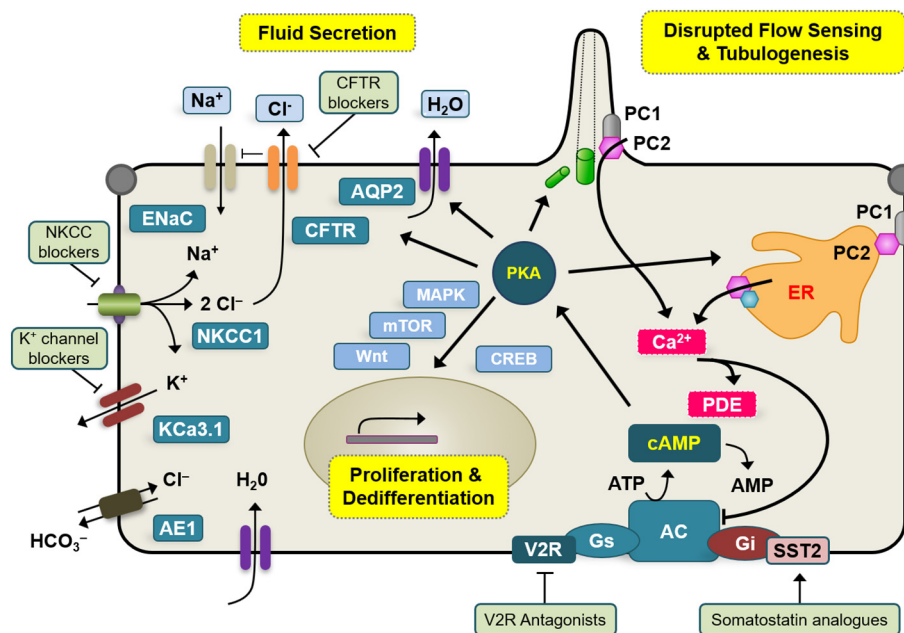 Fluid Secretion
Disrupted Flow Sensing
& Tubulogenesis
CFTR
blockers
Na⁺
Cl⁻
H₂O
PC1
PC2
AQP2
ENaC
CFTR
NKCC
blockers
Na⁺
2 Cl⁻
NKCC1
PKA
MAPK
mTOR
Wnt
CREB
PC1
PC2
ER
Ca²⁺
PDE
K⁺ channel
blockers
K⁺
KCa3.1
cAMP
ATP
AMP
Proliferation &
Dedifferentiation
Cl⁻
HCO₃⁻
AE1
H₂0
V2R
Gs
AC
Gi
SST2
V2R Antagonists
Somatostatin analogues